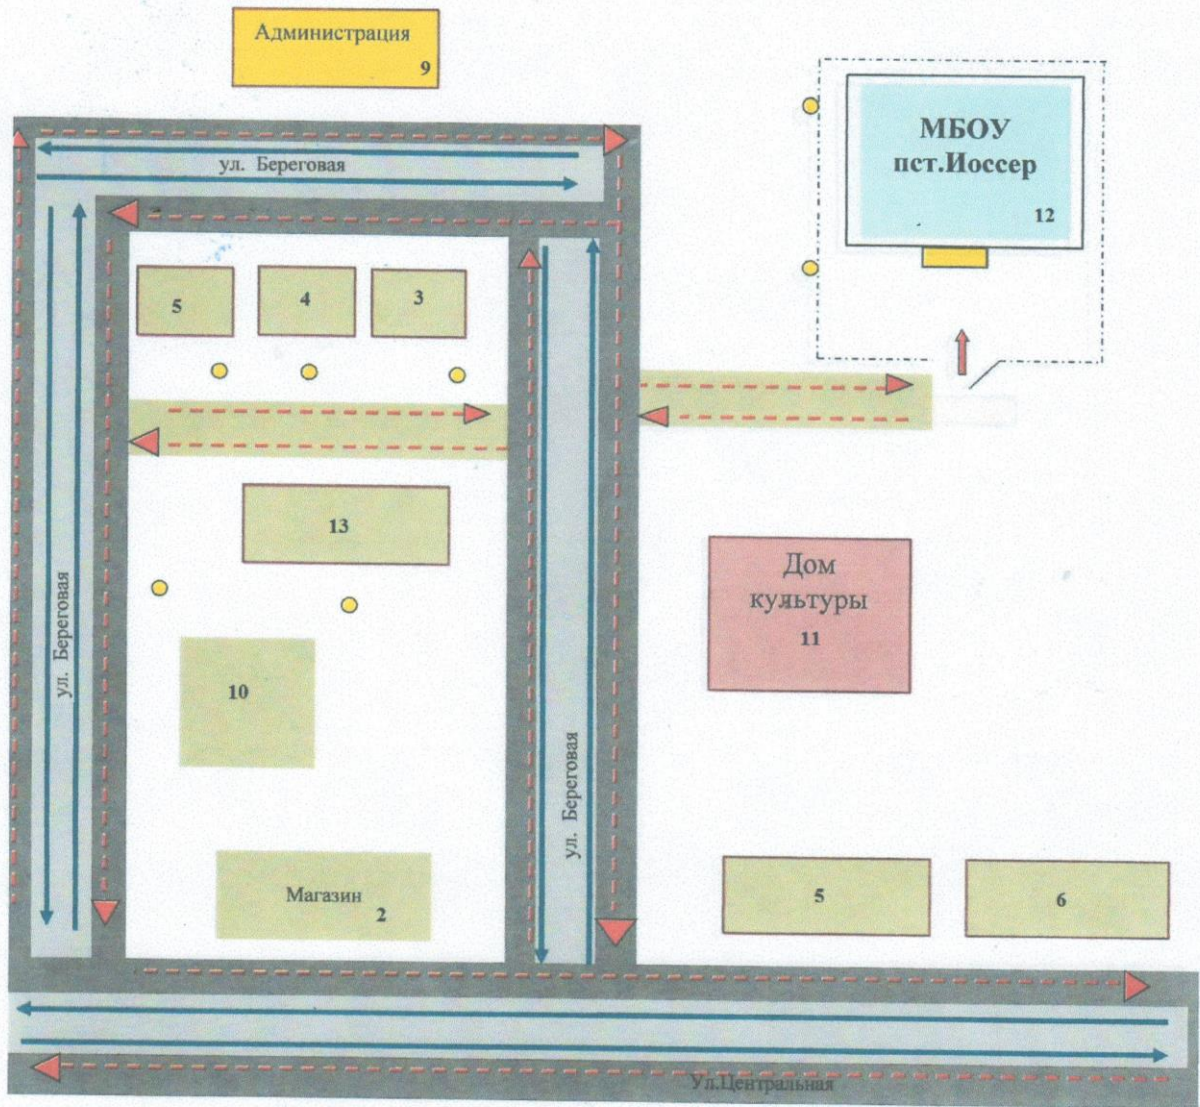 Администрация
9
МБОУ
пст.Иоссер
12
ул. Береговая
5
4
3
13
ул. Береговая
Дом
культуры
11
10
ул. Береговая
Магазин
2
5
6
Ул.Центральная